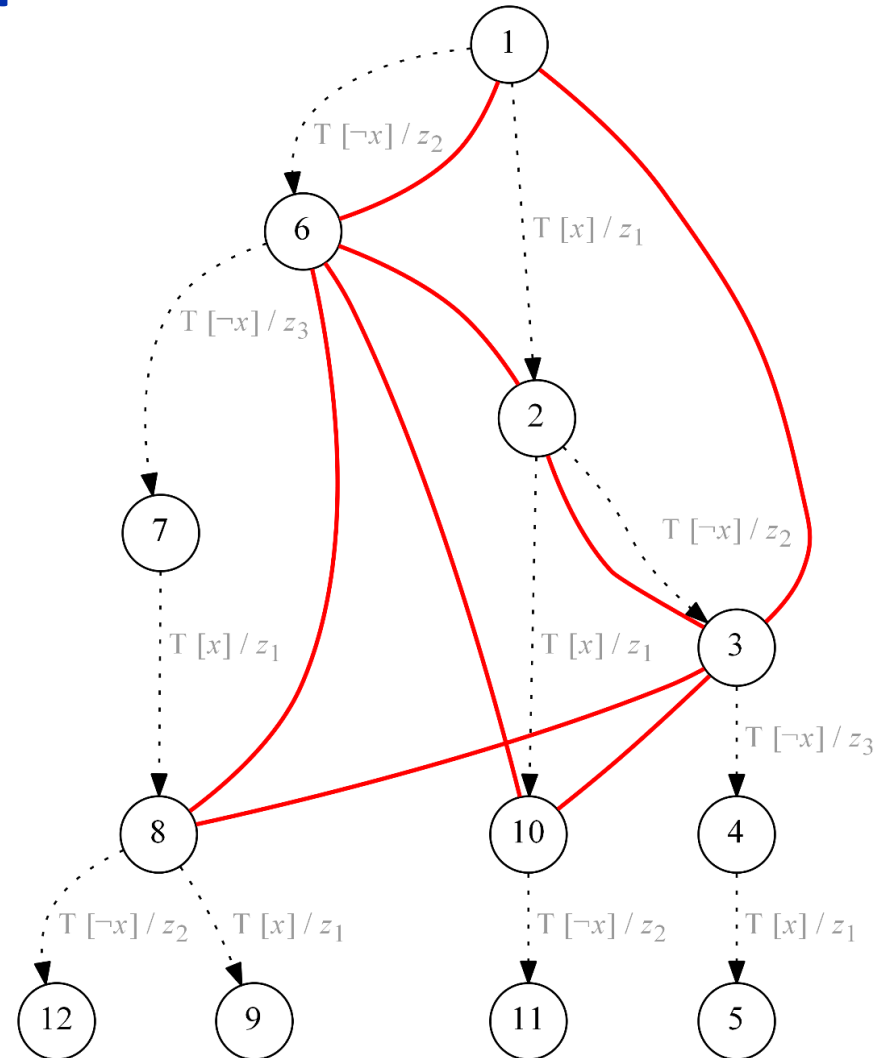 1
T [¬x] / z₂
T [x] / z₁
6
T [¬x] / z₃
2
7
T [¬x] / z₂
T [x] / z₁
T [x] / z₁
3
T [¬x] / z₃
8
10
4
T [¬x] / z₂
T [x] / z₁
T [¬x] / z₂
T [x] / z₁
12
9
11
5